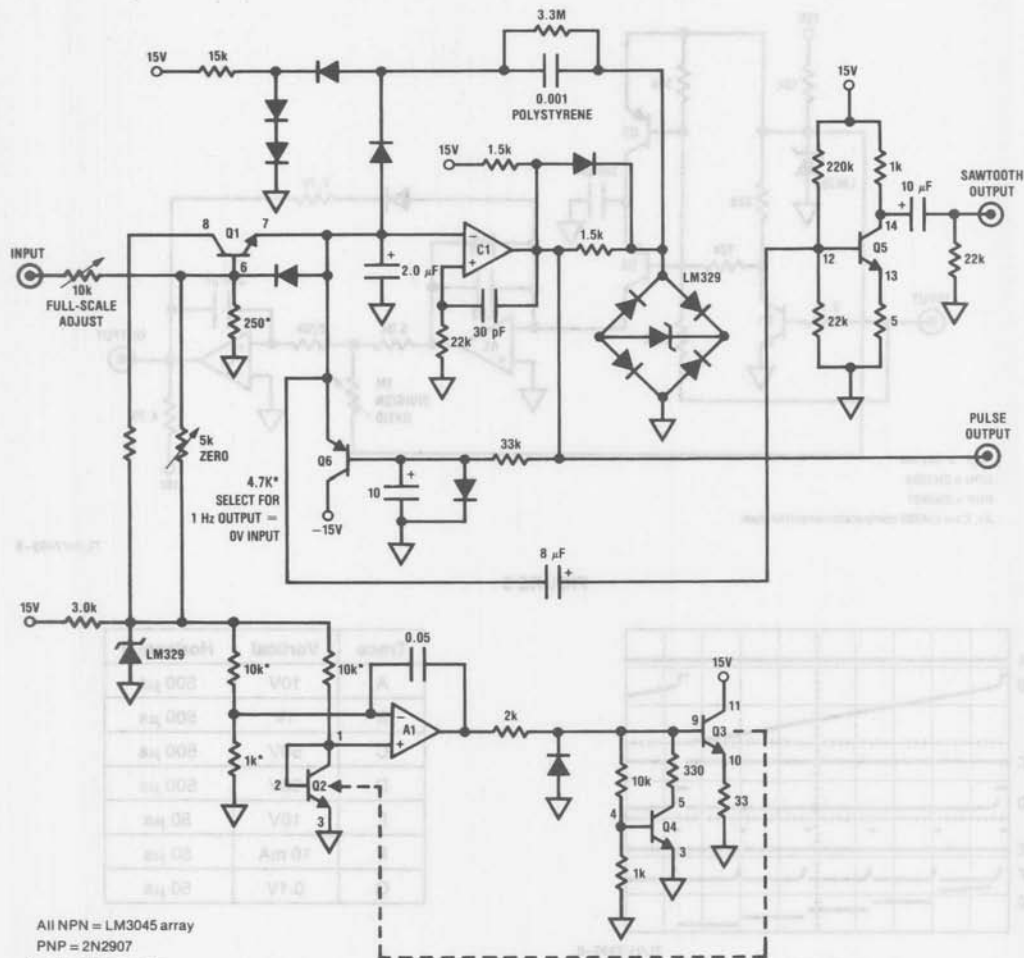 3.3M
15V
15k
0.001
POLYSTYRENE
15V
15V
1.5k
220k
1k
10 µF
SAWTOOTH
OUTPUT
8
Q1
7
+
−
C1
1.5k
14
Q5
12
13
INPUT
6
+
2.0 µF
+
LM329
22k
10k
FULL-SCALE
ADJUST
250*
30 pF
22k
22k
5
5k
ZERO
Q6
33k
PULSE
OUTPUT
4.7K*
SELECT FOR
1 Hz OUTPUT =
0V INPUT
−15V
10
+
8 µF
+
15V
3.0k
LM329
0.05
10k*
10k*
15V
11
−
A1
+
1
2k
9
Q3
10
1k*
2
Q2
3
10k
330
33
5
4
Q4
3
1k
All NPN = LM3045 array
PNP = 2N2907